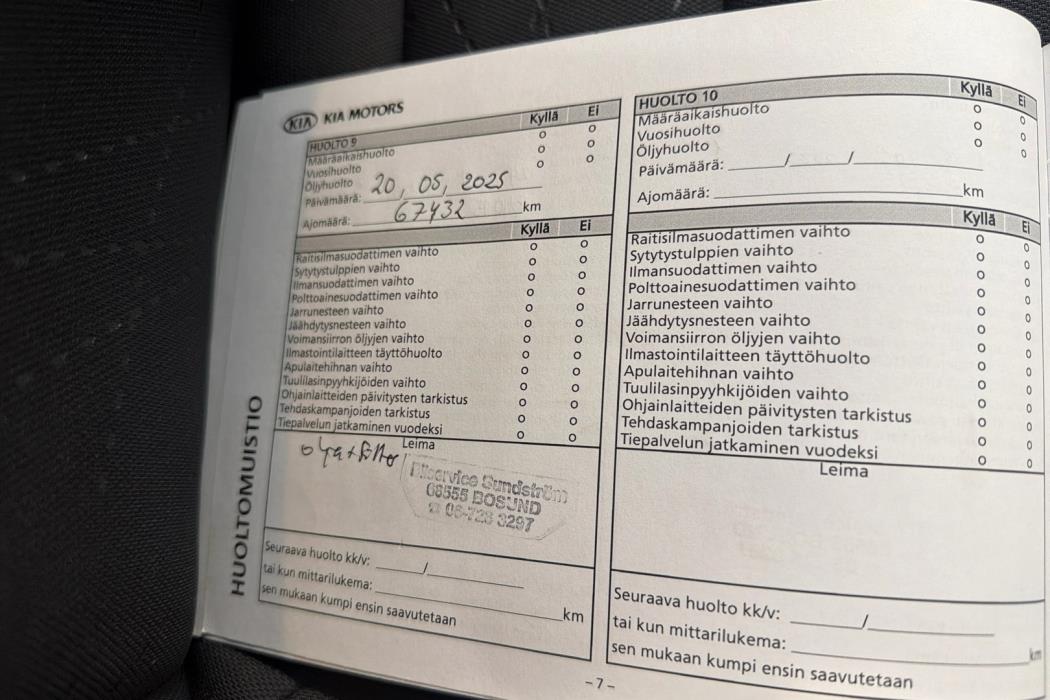 KIA KIA MOTORS
HUOLTO 9 Kyllä Ei
Määräaikaishuolto o o
Vuosihuolto o o
Öljyhuolto o o
Päivämäärä: 20, 05, 2025
Ajomäärä: 67432 km
Kyllä Ei
Raitisilmasuodattimen vaihto o o
Sytytystulppien vaihto o o
Ilmansuodattimen vaihto o o
Polttoainesuodattimen vaihto o o
Jarrunesteen vaihto o o
Jäähdytysnesteen vaihto o o
Voimansiirron öljyjen vaihto o o
Ilmastointilaitteen täyttöhuolto o o
Apulaitehihnan vaihto o o
Tuulilasinpyyhkijöiden vaihto o o
Ohjainlaitteiden päivitysten tarkistus o o
Tehdaskampanjoiden tarkistus o o
Tiepalvelun jatkaminen vuodeksi o o
Leima
Bilservice Sundström
68555 BOSUND
☎ 06-728 3297
Seuraava huolto kk/v: /
tai kun mittarilukema: km
sen mukaan kumpi ensin saavutetaan
HUOLTOMUISTIO
HUOLTO 10 Kyllä Ei
Määräaikaishuolto o o
Vuosihuolto o o
Öljyhuolto o o
Päivämäärä: / /
Ajomäärä: km
Kyllä Ei
Raitisilmasuodattimen vaihto o o
Sytytystulppien vaihto o o
Ilmansuodattimen vaihto o o
Polttoainesuodattimen vaihto o o
Jarrunesteen vaihto o o
Jäähdytysnesteen vaihto o o
Voimansiirron öljyjen vaihto o o
Ilmastointilaitteen täyttöhuolto o o
Apulaitehihnan vaihto o o
Tuulilasinpyyhkijöiden vaihto o o
Ohjainlaitteiden päivitysten tarkistus o o
Tehdaskampanjoiden tarkistus o o
Tiepalvelun jatkaminen vuodeksi o o
Leima
Seuraava huolto kk/v: /
tai kun mittarilukema: km
sen mukaan kumpi ensin saavutetaan
– 7 –